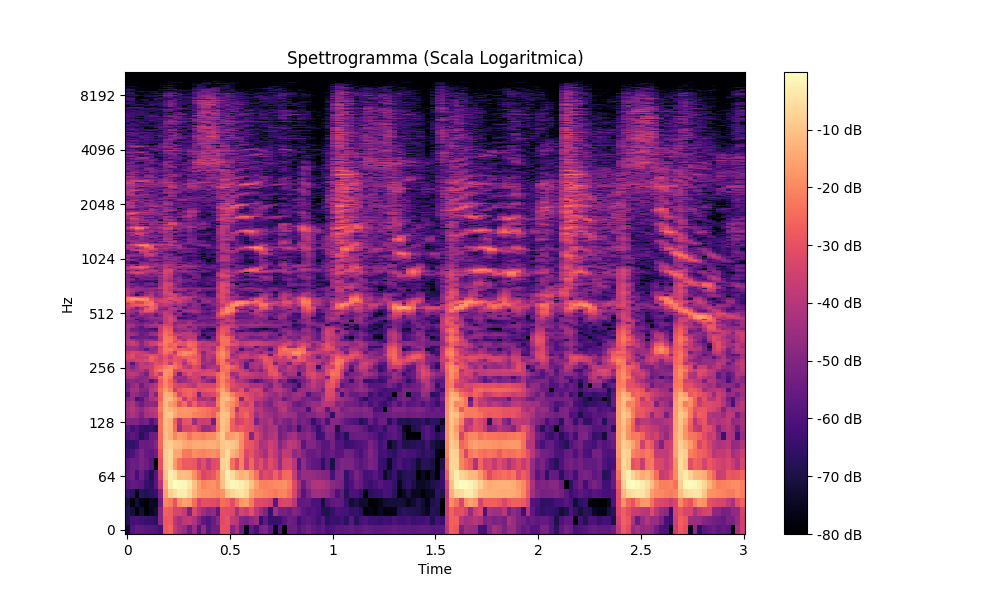 Spettrogramma (Scala Logaritmica)
Hz
8192
4096
2048
1024
512
256
128
64
0
0
0.5
1
1.5
2
2.5
3
Time
-10 dB
-20 dB
-30 dB
-40 dB
-50 dB
-60 dB
-70 dB
-80 dB